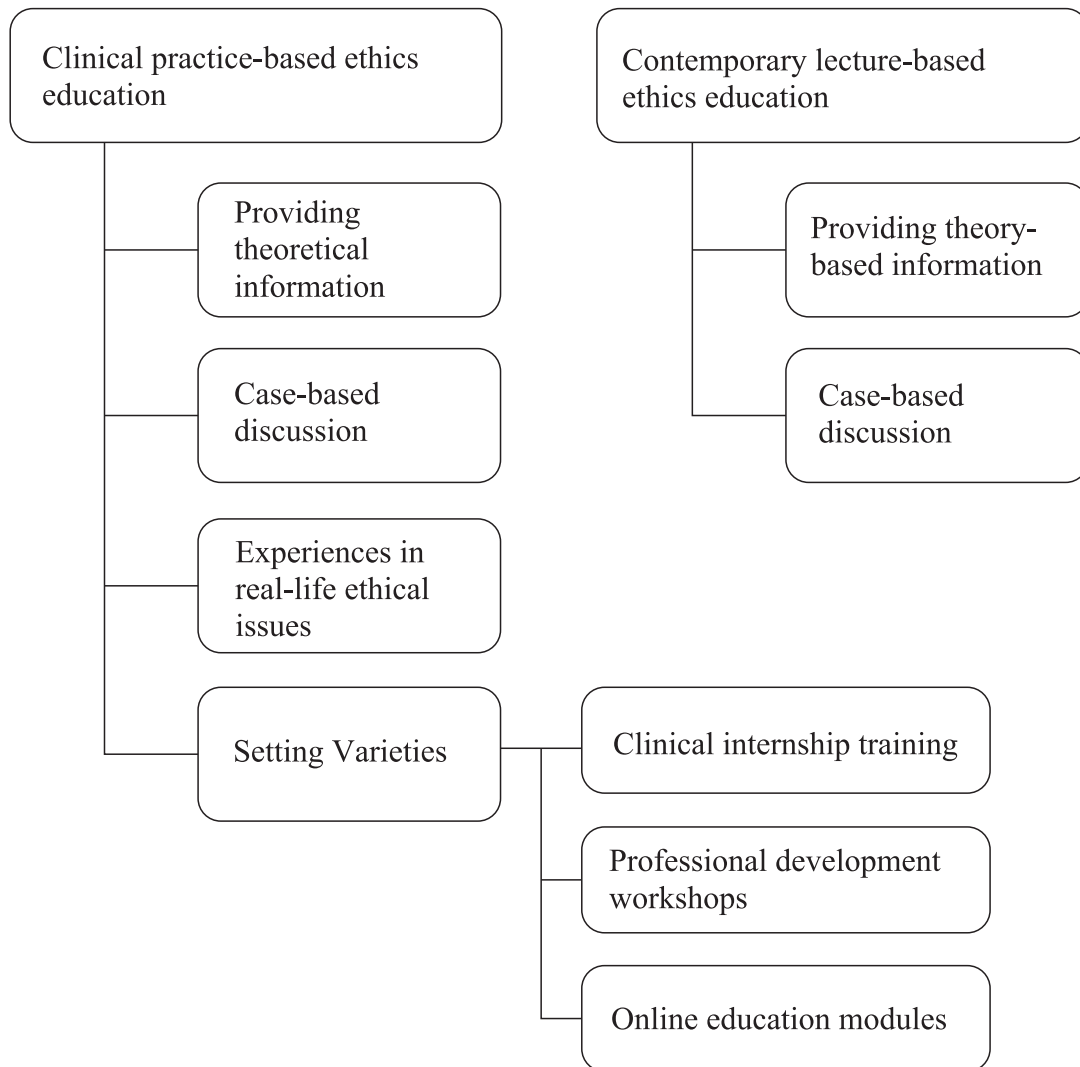 Clinical practice-based ethics
education
Contemporary lecture-based
ethics education
Providing
theoretical
information
Providing theory-
based information
Case-based
discussion
Case-based
discussion
Experiences in
real-life ethical
issues
Setting Varieties
Clinical internship training
Professional development
workshops
Online education modules